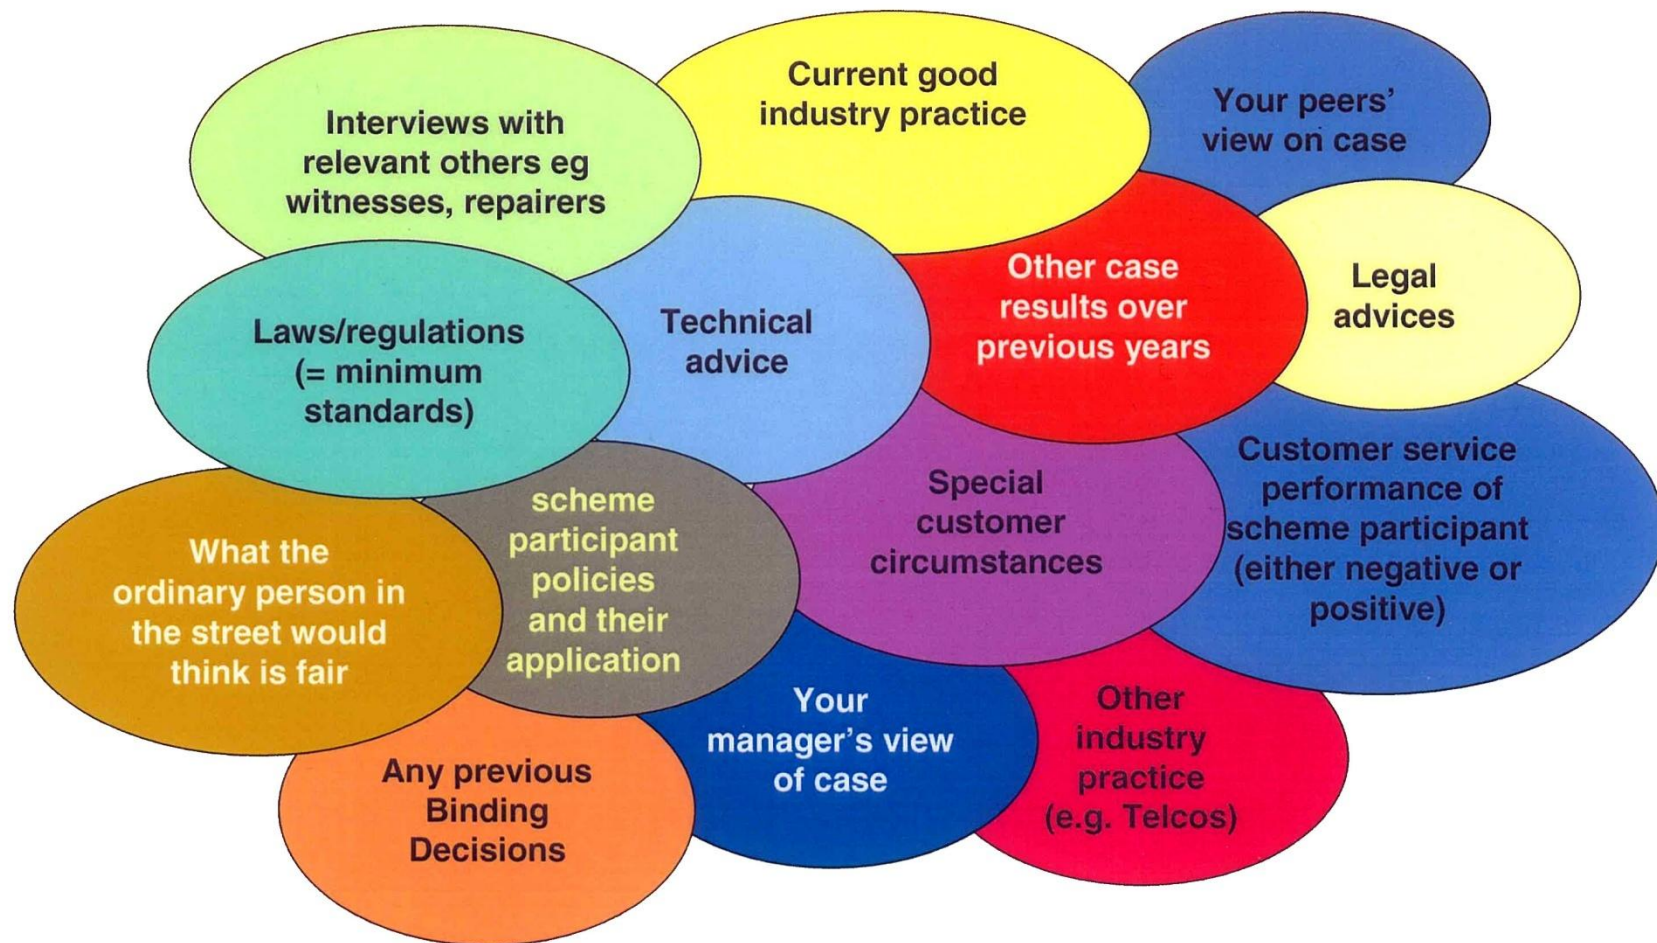 Interviews with
relevant others eg
witnesses, repairers
Current good
industry practice
Your peers’
view on case
Laws/regulations
(= minimum
standards)
Technical
advice
Other case
results over
previous years
Legal
advices
What the
ordinary person in
the street would
think is fair
scheme
participant
policies
and their
application
Special
customer
circumstances
Customer service
performance of
scheme participant
(either negative or
positive)
Any previous
Binding
Decisions
Your
manager’s view
of case
Other
industry
practice
(e.g. Telcos)